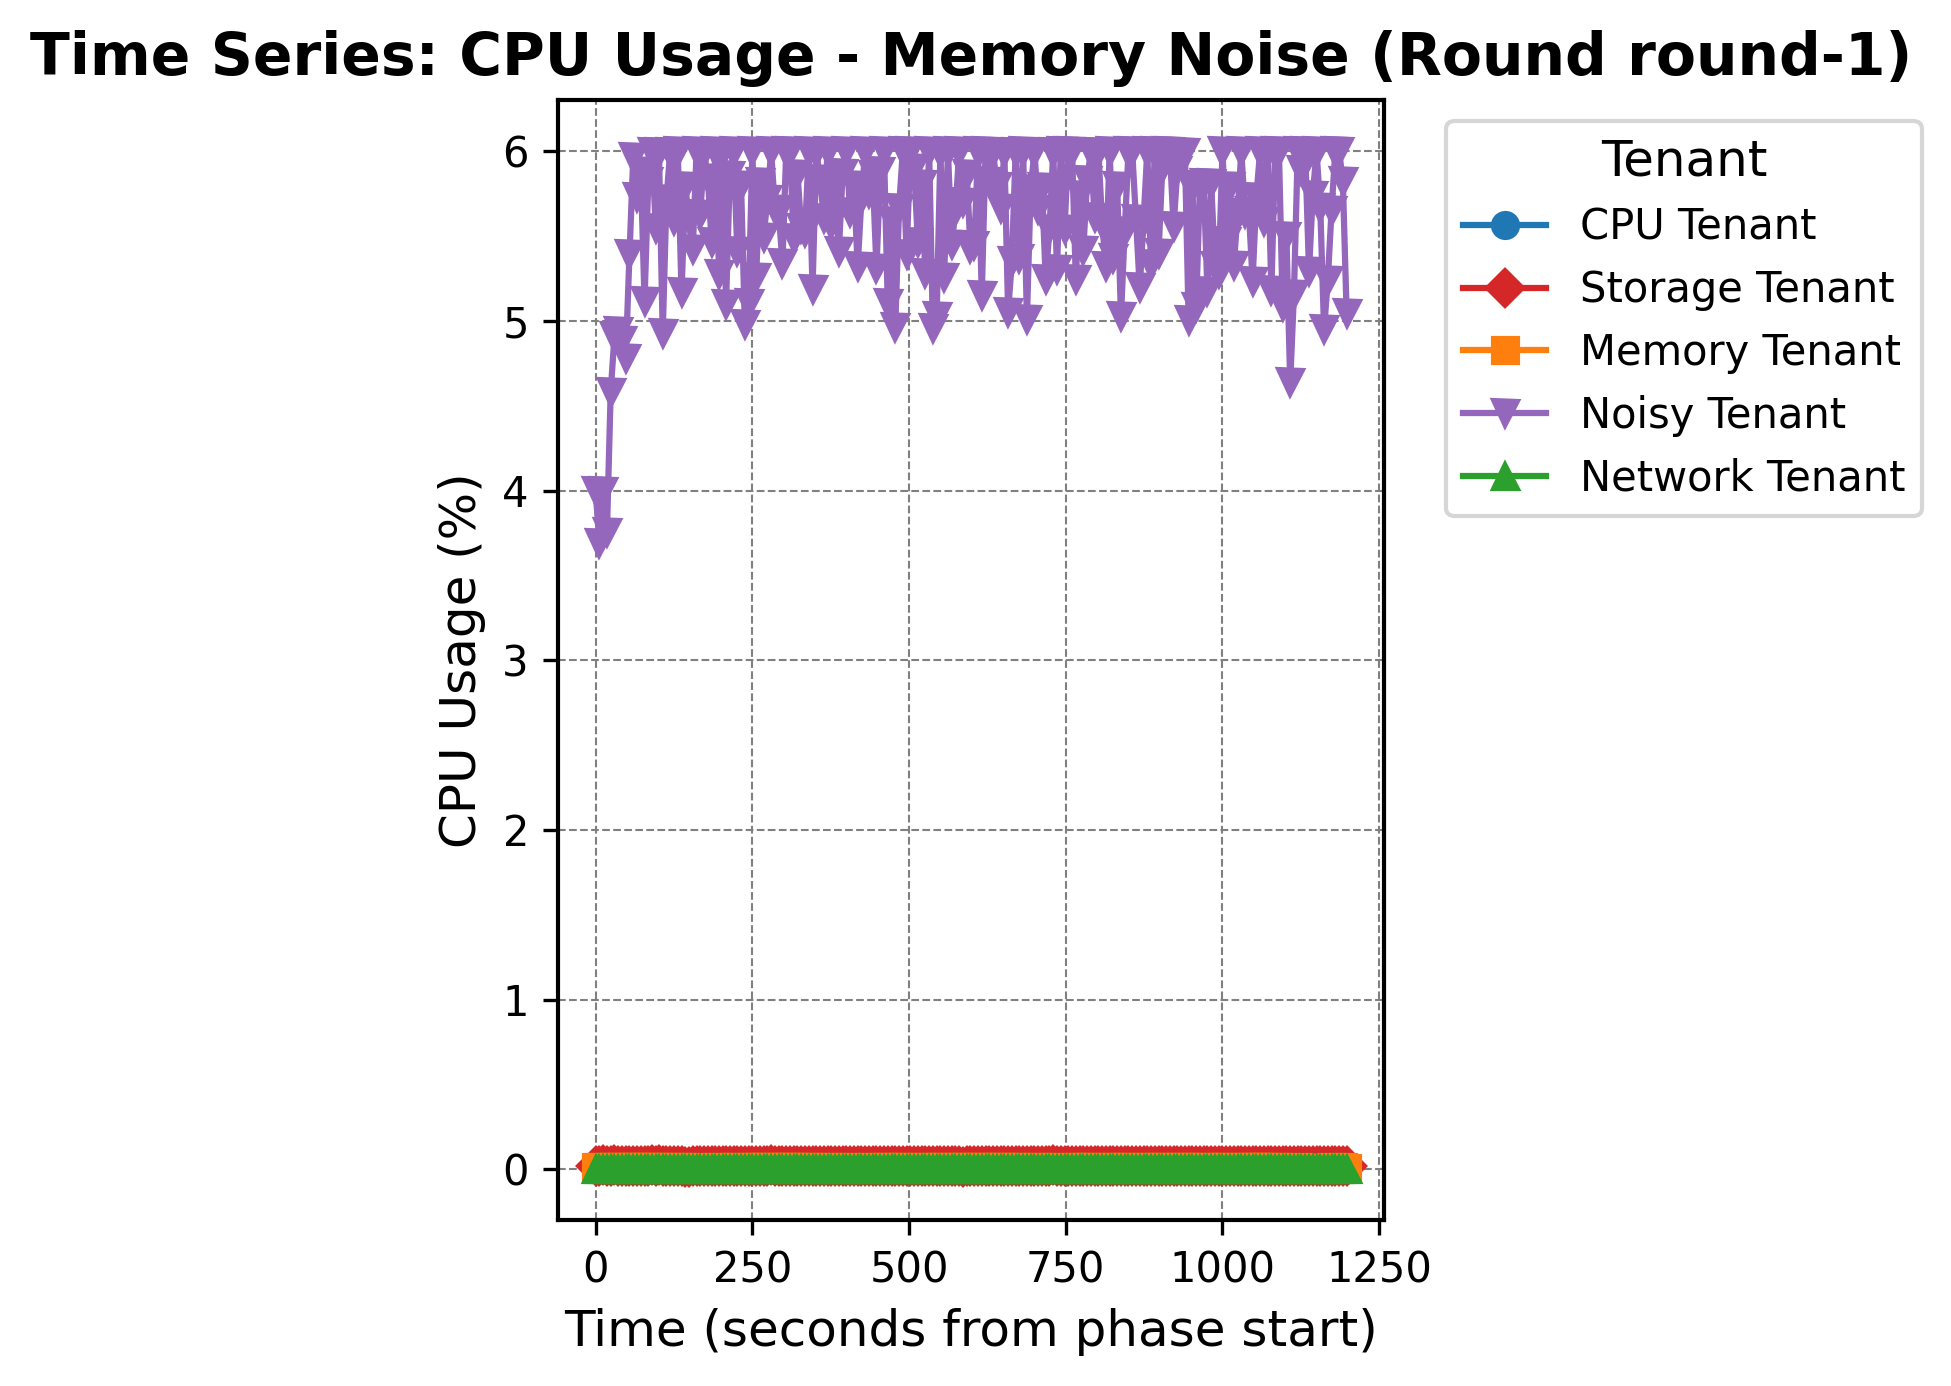 Time Series: CPU Usage - Memory Noise (Round round-1)
CPU Usage (%)
6
5
4
3
2
1
0
0 250 500 750 1000 1250
Time (seconds from phase start)
Tenant
CPU Tenant
Storage Tenant
Memory Tenant
Noisy Tenant
Network Tenant